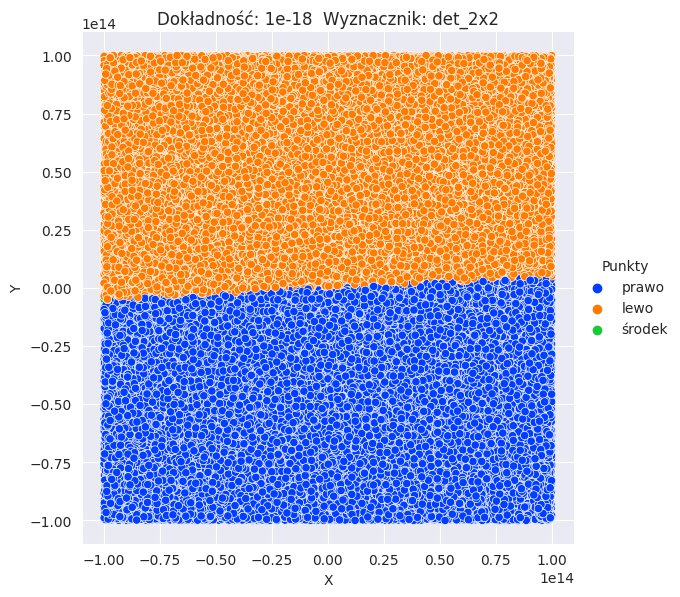 Dokładność: 1e-18  Wyznacznik: det_2x2
1e14
1.00
0.75
0.50
0.25
0.00
−0.25
−0.50
−0.75
−1.00
Y
−1.00 −0.75 −0.50 −0.25 0.00 0.25 0.50 0.75 1.00
1e14
X
Punkty
prawo
lewo
środek